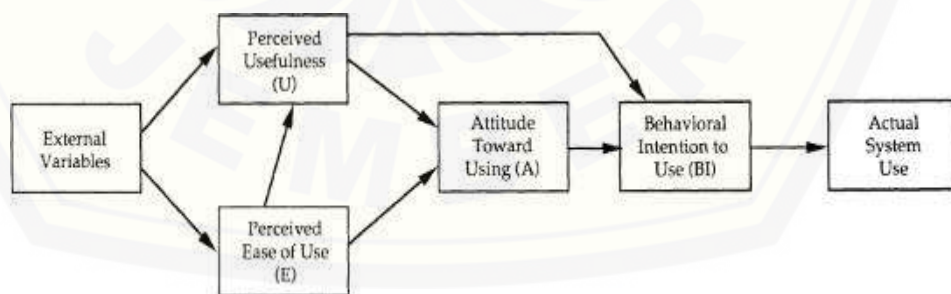 Perceived
Usefulness
(U)
External
Variables
Perceived
Ease of Use
(E)
Attitude
Toward
Using (A)
Behavioral
Intention to
Use (BI)
Actual
System
Use
JEMBER